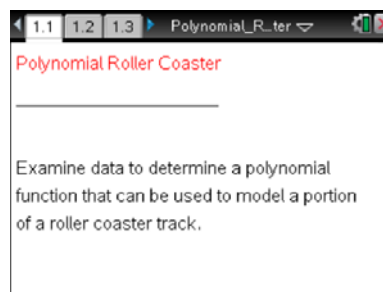 1.1 1.2 1.3 Polynomial_R...ter
Polynomial Roller Coaster
Examine data to determine a polynomial
function that can be used to model a portion
of a roller coaster track.